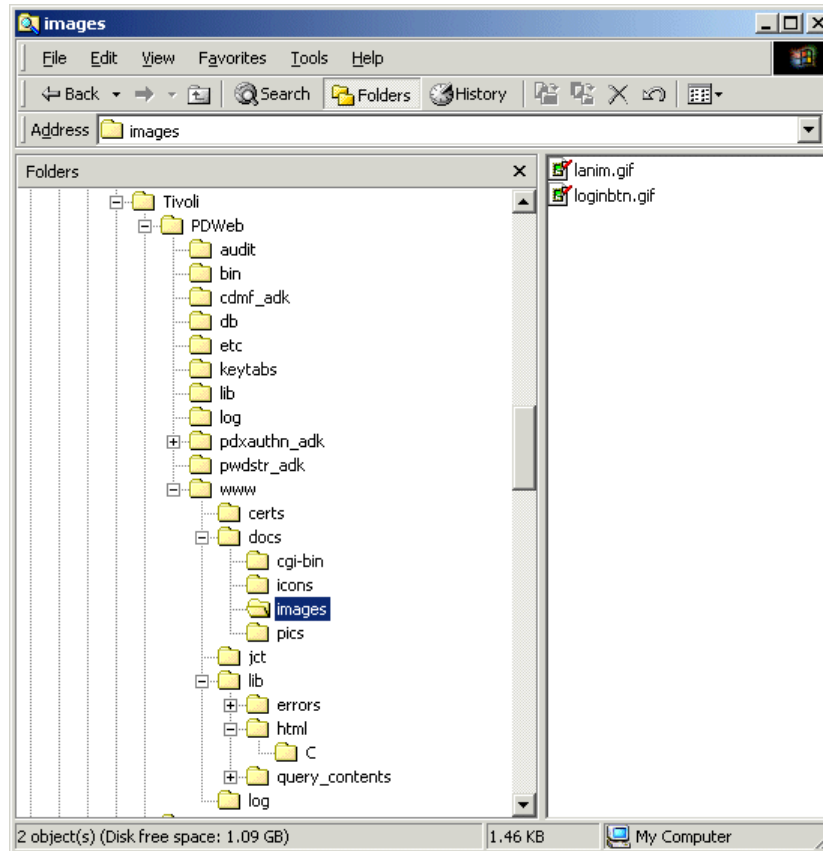 images
File Edit View Favorites Tools Help
Back Search Folders History
Address images
Folders
Tivoli
PDWeb
audit
bin
cdmf_adk
db
etc
keytabs
lib
log
pdxauthn_adk
pwdstr_adk
www
certs
docs
cgi-bin
icons
images
pics
jct
lib
errors
html
C
query_contents
log
lanim.gif
loginbtn.gif
2 object(s) (Disk free space: 1.09 GB) 1.46 KB My Computer